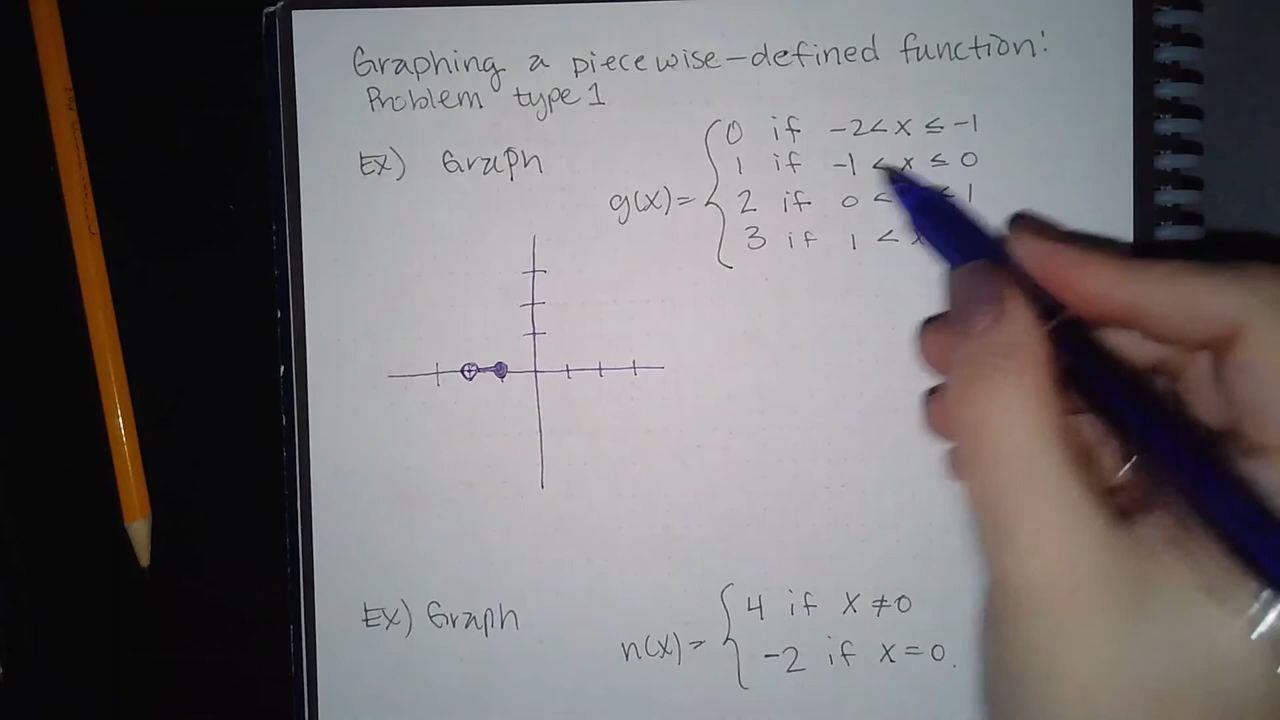 Graphing a piecewise-defined function:
Problem type 1
Ex) Graph
g(x)= { 0 if -2<x≤-1
1 if -1<x≤0
2 if 0< ≤1
3 if 1<
Ex) Graph
n(x)= { 4 if x≠0
-2 if x=0.